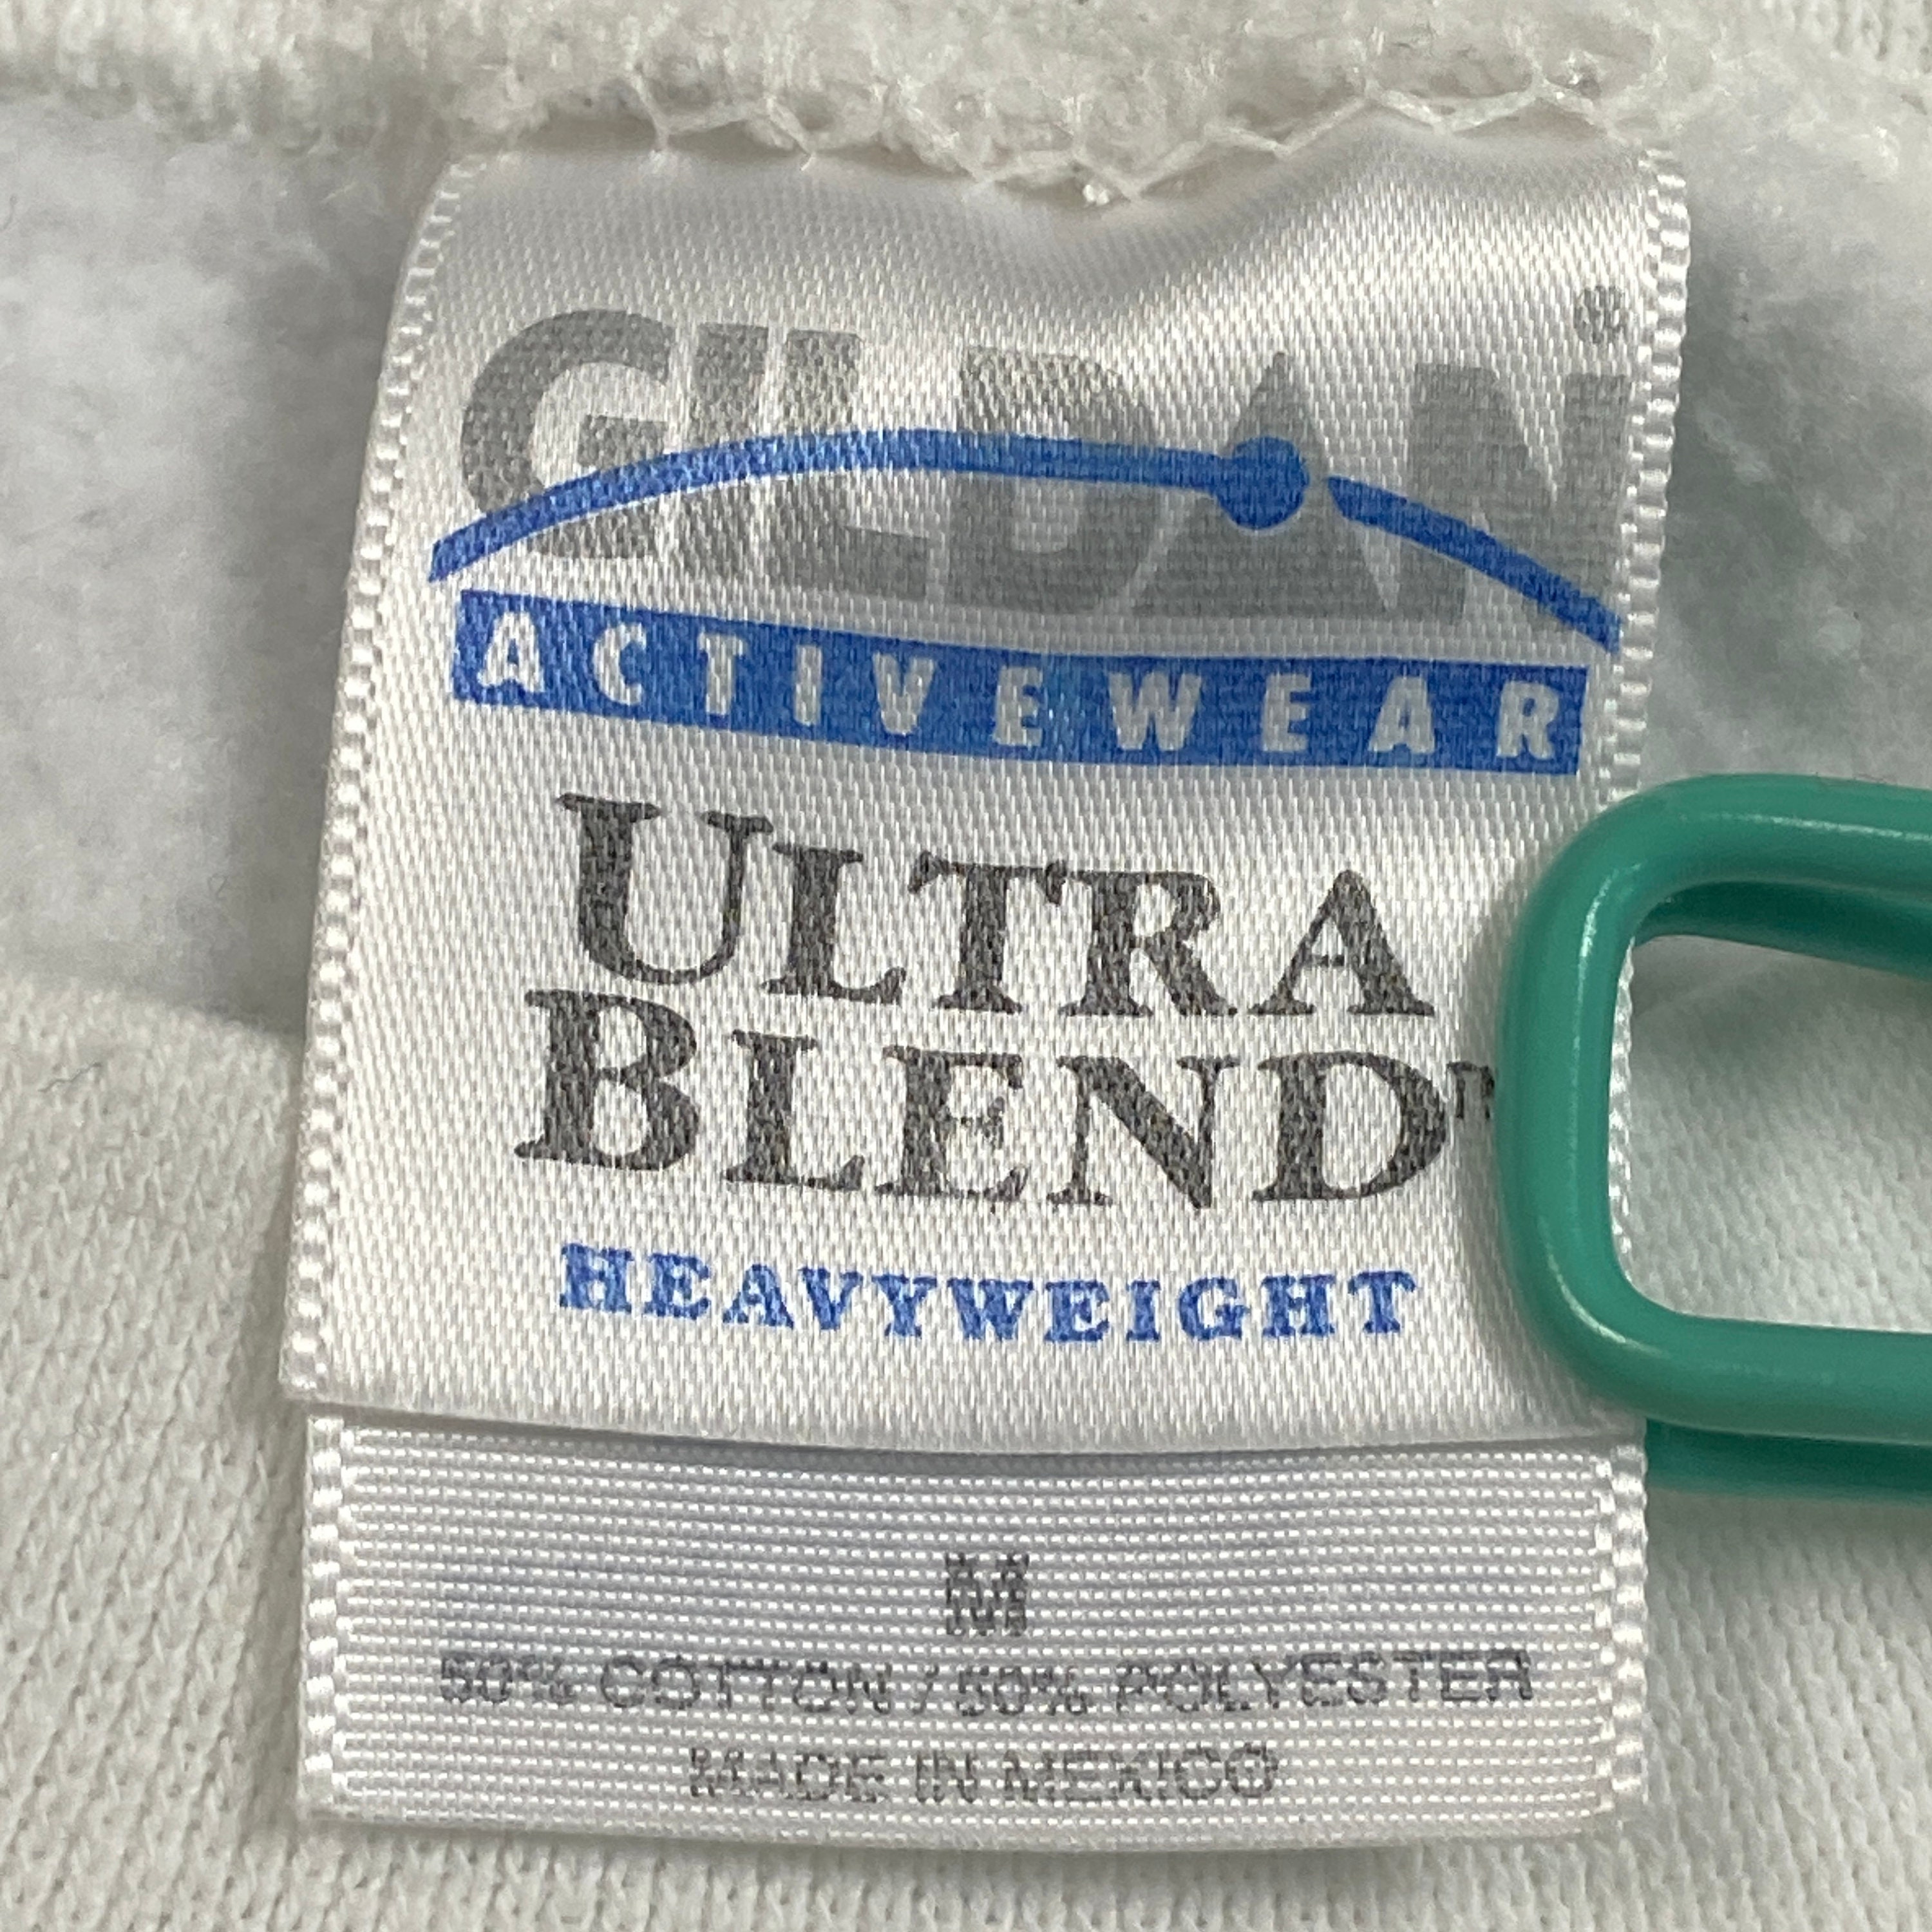 GILDAN®
ACTIVEWEAR
ULTRA
BLEND
HEAVYWEIGHT
M
50% COTTON / 50% POLYESTER
MADE IN MEXICO